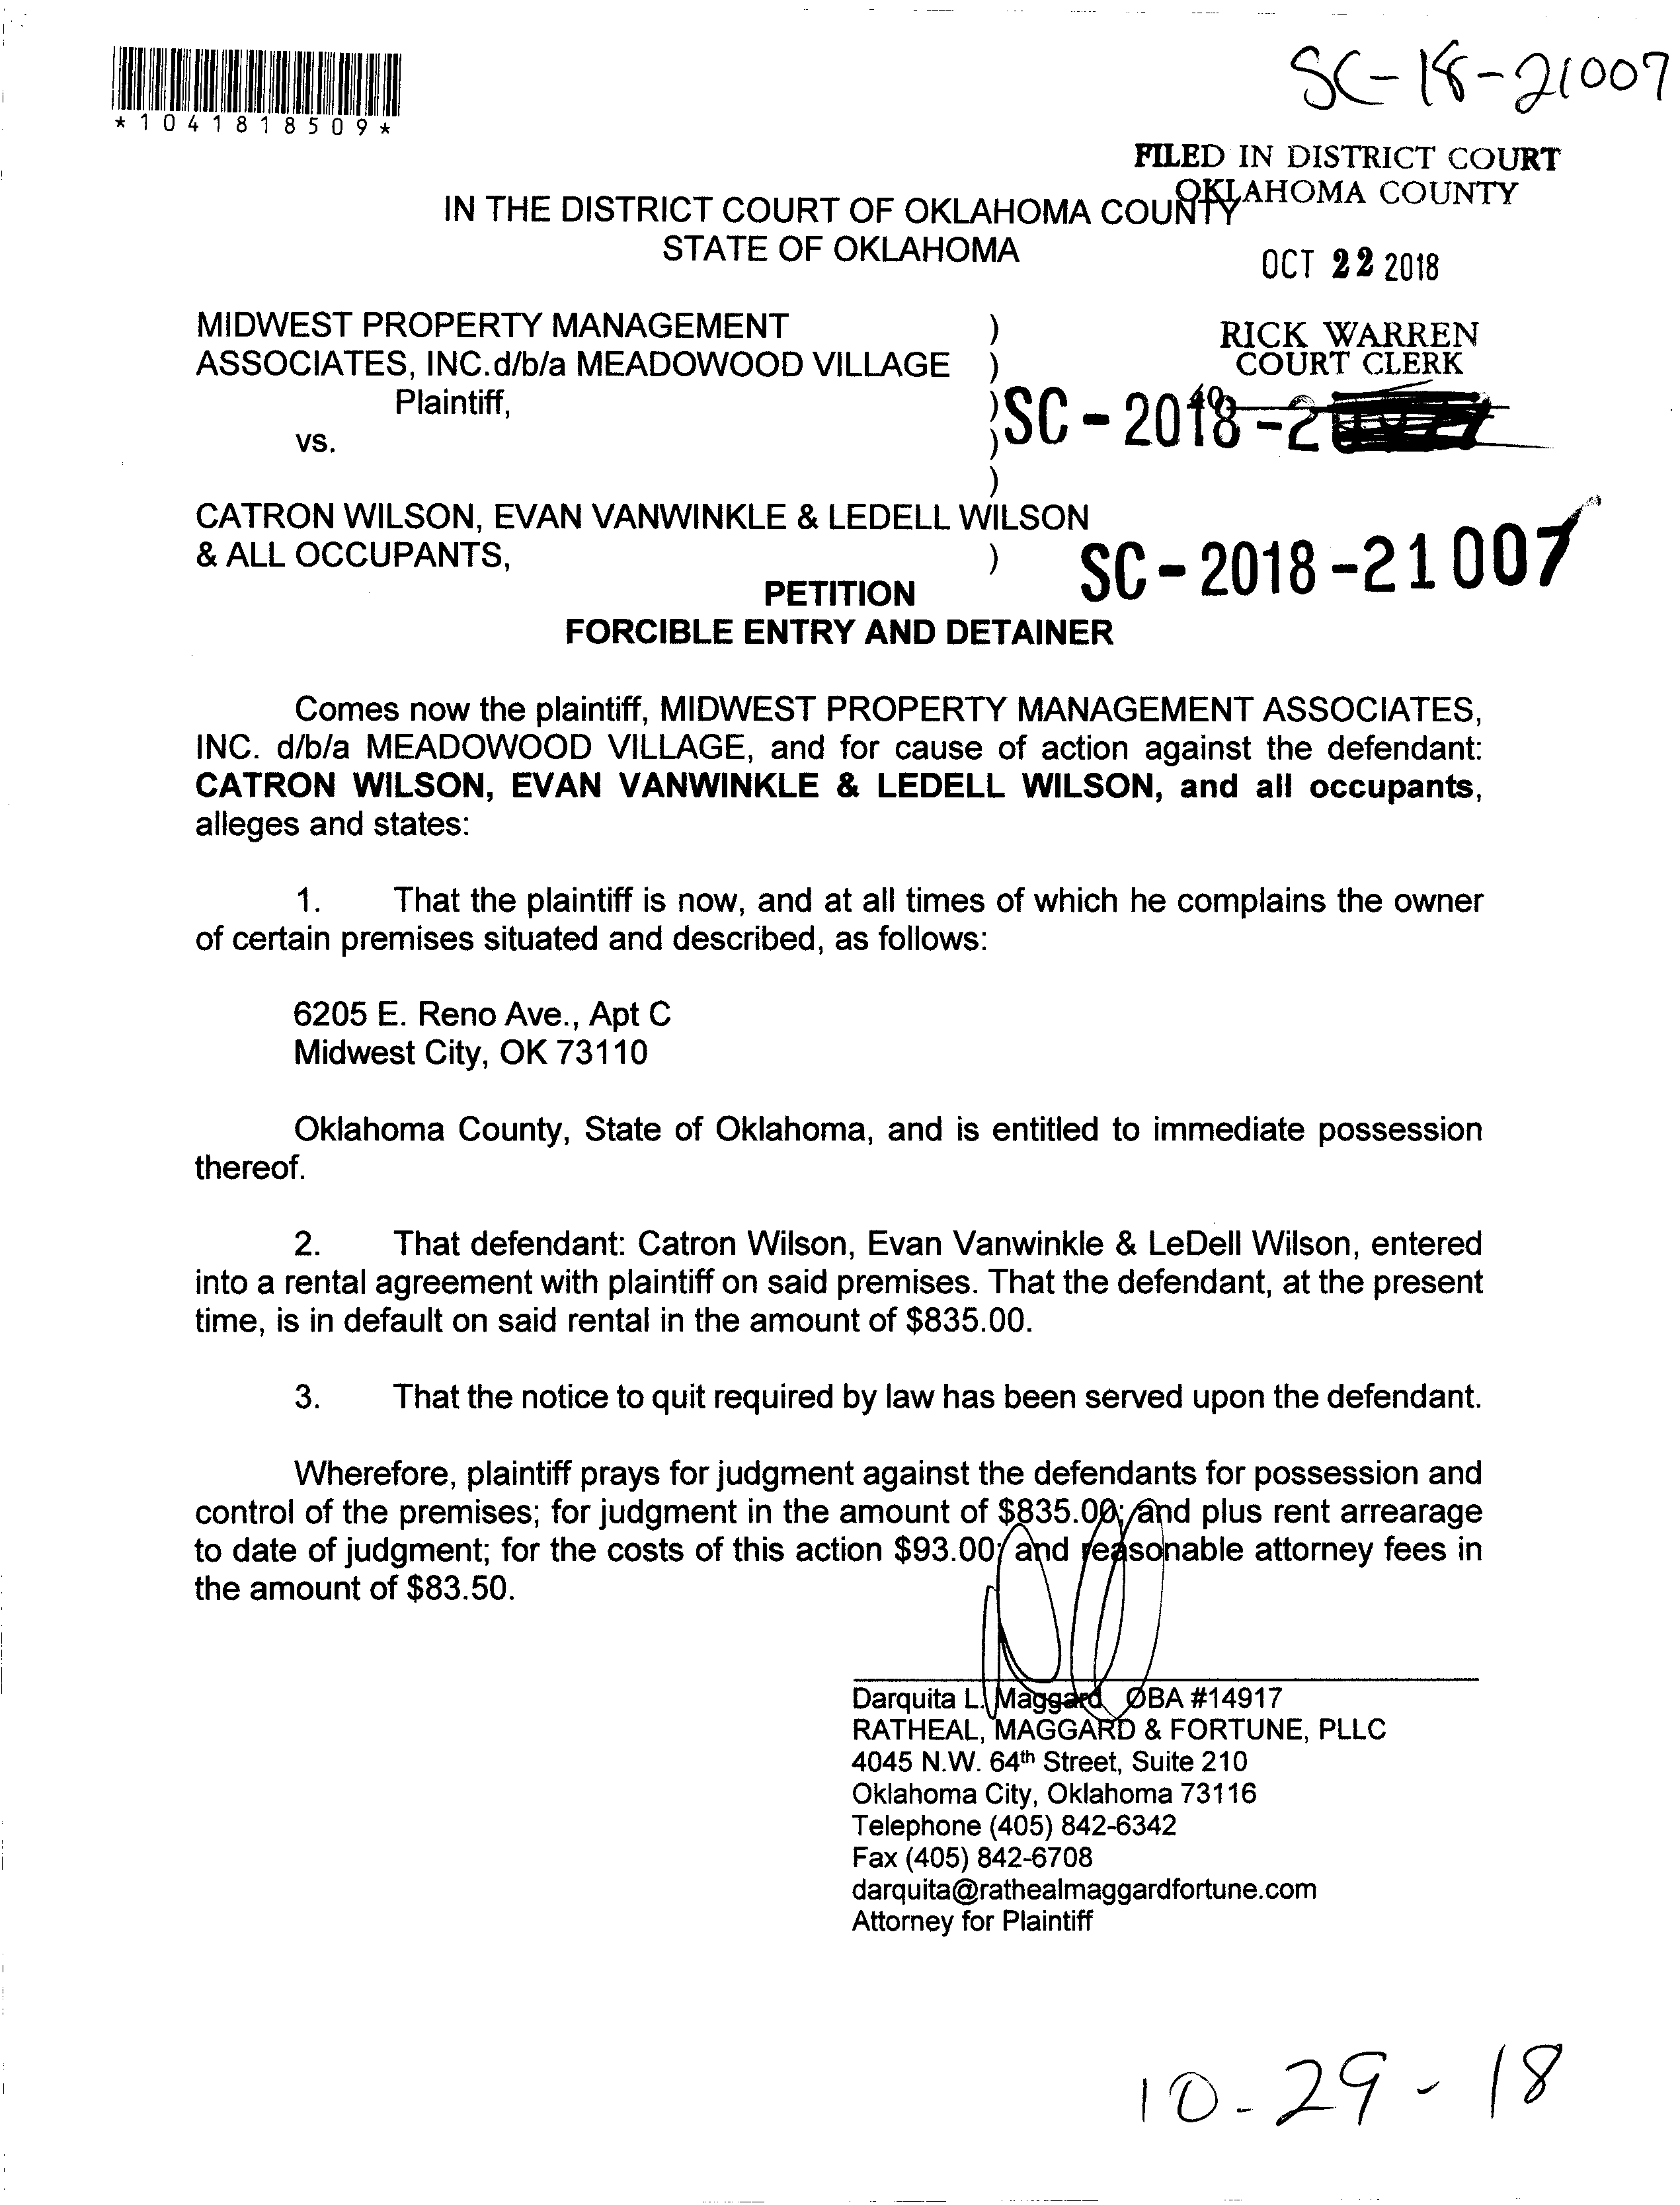 SC-18-21007
*1041818509*
FILED IN DISTRICT COURT
OKLAHOMA COUNTY
IN THE DISTRICT COURT OF OKLAHOMA COUNTY
STATE OF OKLAHOMA
OCT 22 2018
MIDWEST PROPERTY MANAGEMENT )
RICK WARREN
ASSOCIATES, INC.d/b/a MEADOWOOD VILLAGE )
COURT CLERK
Plaintiff, )
SC-2018-2
vs. )
)
CATRON WILSON, EVAN VANWINKLE & LEDELL WILSON
& ALL OCCUPANTS, )
SC-2018-21007
PETITION
FORCIBLE ENTRY AND DETAINER
Comes now the plaintiff, MIDWEST PROPERTY MANAGEMENT ASSOCIATES,
INC. d/b/a MEADOWOOD VILLAGE, and for cause of action against the defendant:
CATRON WILSON, EVAN VANWINKLE & LEDELL WILSON, and all occupants,
alleges and states:
1. That the plaintiff is now, and at all times of which he complains the owner
of certain premises situated and described, as follows:
6205 E. Reno Ave., Apt C
Midwest City, OK 73110
Oklahoma County, State of Oklahoma, and is entitled to immediate possession
thereof.
2. That defendant: Catron Wilson, Evan Vanwinkle & LeDell Wilson, entered
into a rental agreement with plaintiff on said premises. That the defendant, at the present
time, is in default on said rental in the amount of $835.00.
3. That the notice to quit required by law has been served upon the defendant.
Wherefore, plaintiff prays for judgment against the defendants for possession and
control of the premises; for judgment in the amount of $835.00; and plus rent arrearage
to date of judgment; for the costs of this action $93.00; and reasonable attorney fees in
the amount of $83.50.
Darquita L. Maggard OBA #14917
RATHEAL, MAGGARD & FORTUNE, PLLC
4045 N.W. 64th Street, Suite 210
Oklahoma City, Oklahoma 73116
Telephone (405) 842-6342
Fax (405) 842-6708
darquita@rathealmaggardfortune.com
Attorney for Plaintiff
10-29-18